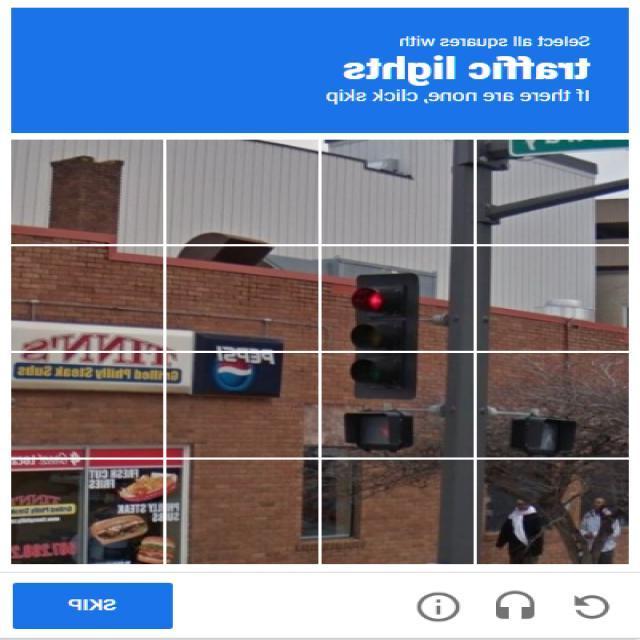 Select all squares with
traffic lights
If there are none, click skip
ZINN'S
Grilled Philly Steak Subs
PEPSI
FRESH CUT
FRIES
PHILLY STEAK
SUBS
SKIP